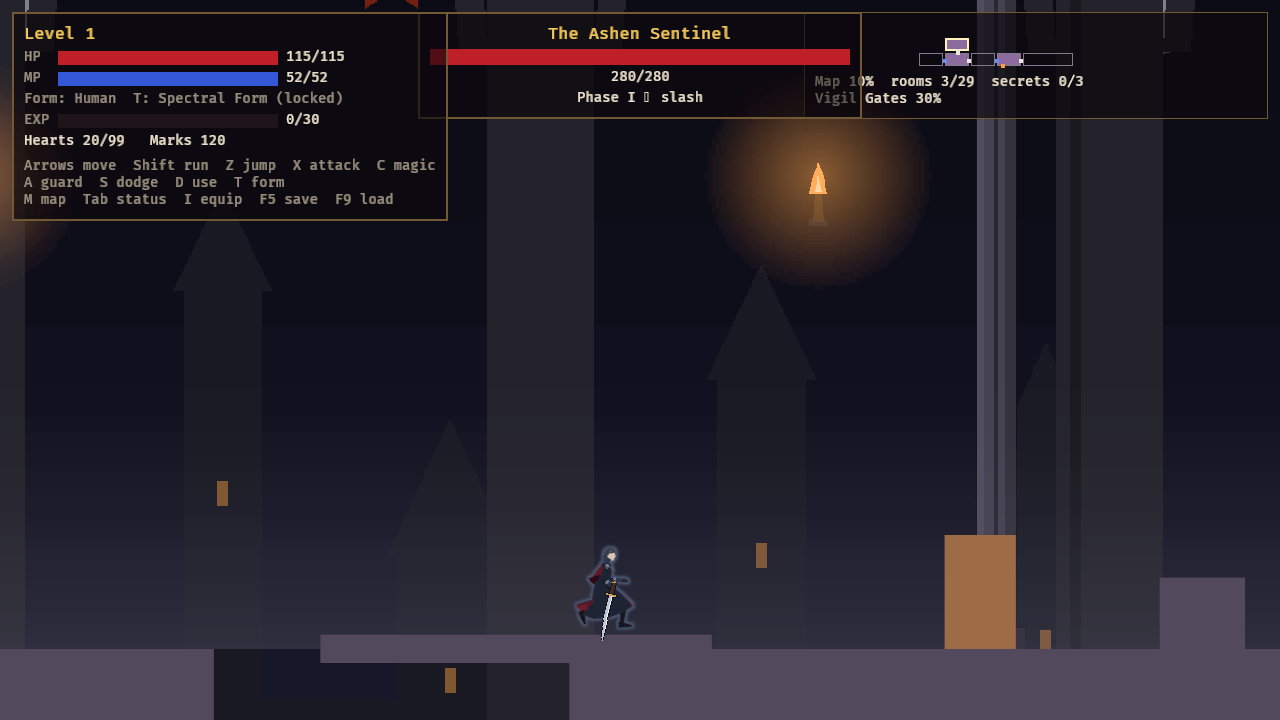 Level 1
HP 115/115
MP 52/52
Form: Human  T: Spectral Form (locked)
EXP 0/30
Hearts 20/99  Marks 120
Arrows move  Shift run  Z jump  X attack  C magic
A guard  S dodge  D use  T form
M map  Tab status  I equip  F5 save  F9 load
The Ashen Sentinel
280/280
Phase I ▯ slash
Map 10%  rooms 3/29  secrets 0/3
Vigil Gates 30%